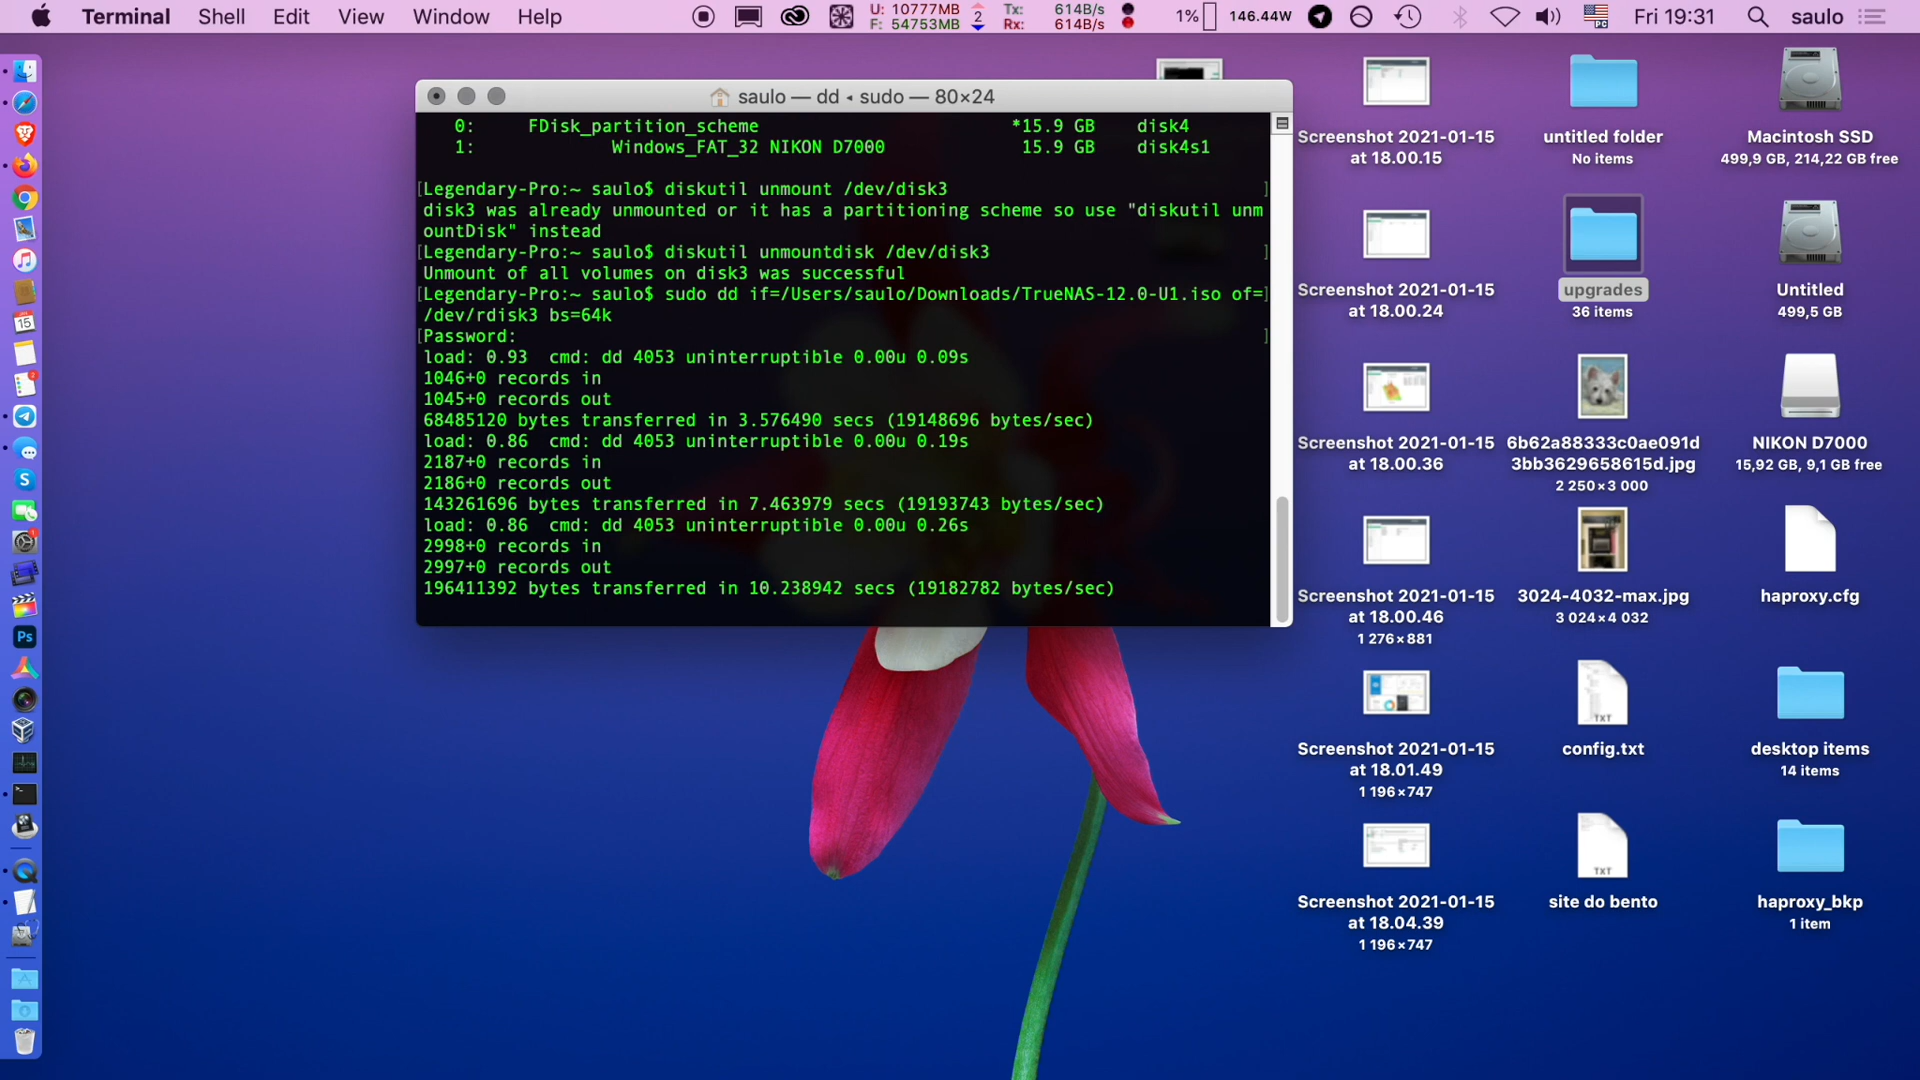 Terminal Shell Edit View Window Help
U: 10777MB
F: 54753MB
2
Tx: 614B/s
Rx: 614B/s
1% 146.44W
PC
Fri 19:31 saulo
saulo — dd ◂ sudo — 80×24
0: FDisk_partition_scheme *15.9 GB disk4
1: Windows_FAT_32 NIKON D7000 15.9 GB disk4s1
[Legendary-Pro:~ saulo$ diskutil unmount /dev/disk3 ]
disk3 was already unmounted or it has a partitioning scheme so use "diskutil unm
ountDisk" instead
[Legendary-Pro:~ saulo$ diskutil unmountdisk /dev/disk3 ]
Unmount of all volumes on disk3 was successful
[Legendary-Pro:~ saulo$ sudo dd if=/Users/saulo/Downloads/TrueNAS-12.0-U1.iso of=]
/dev/rdisk3 bs=64k
[Password: ]
load: 0.93 cmd: dd 4053 uninterruptible 0.00u 0.09s
1046+0 records in
1045+0 records out
68485120 bytes transferred in 3.576490 secs (19148696 bytes/sec)
load: 0.86 cmd: dd 4053 uninterruptible 0.00u 0.19s
2187+0 records in
2186+0 records out
143261696 bytes transferred in 7.463979 secs (19193743 bytes/sec)
load: 0.86 cmd: dd 4053 uninterruptible 0.00u 0.26s
2998+0 records in
2997+0 records out
196411392 bytes transferred in 10.238942 secs (19182782 bytes/sec)
Screenshot 2021-01-15
at 18.00.15
untitled folder
No items
Macintosh SSD
499,9 GB, 214,22 GB free
Screenshot 2021-01-15
at 18.00.24
upgrades
36 items
Untitled
499,5 GB
Screenshot 2021-01-15
at 18.00.36
6b62a88333c0ae091d
3bb3629658615d.jpg
2 250×3 000
NIKON D7000
15,92 GB, 9,1 GB free
Screenshot 2021-01-15
at 18.00.46
1 276×881
3024-4032-max.jpg
3 024×4 032
haproxy.cfg
Screenshot 2021-01-15
at 18.01.49
1 196×747
TXT
config.txt
desktop items
14 items
Screenshot 2021-01-15
at 18.04.39
1 196×747
TXT
site do bento
haproxy_bkp
1 item
15
2
S
1
Ps